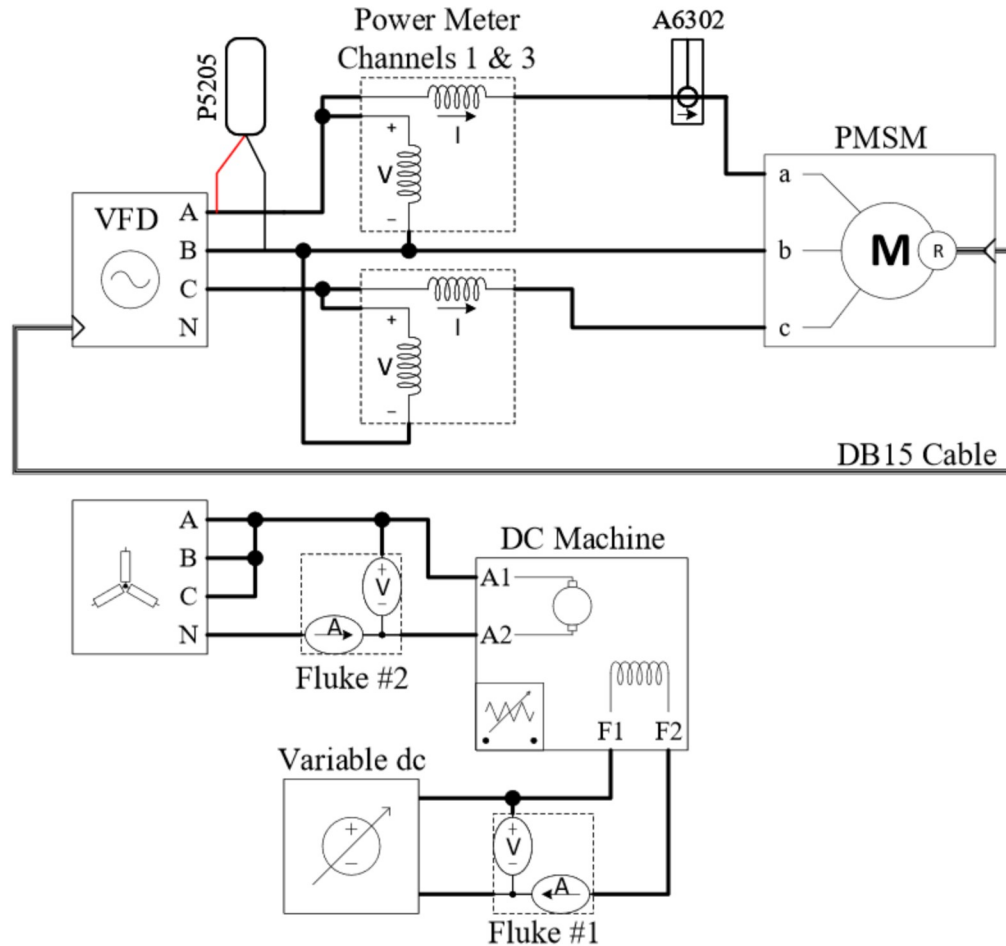 Power Meter
Channels 1 & 3
A6302
P5205
+
I
V
−
PMSM
VFD
A
B
C
N
a
b
c
M
R
+
I
V
−
DB15 Cable
A
B
C
N
+
V
−
A
Fluke #2
DC Machine
A1
A2
F1
F2
Variable dc
+
−
+
V
−
A
Fluke #1